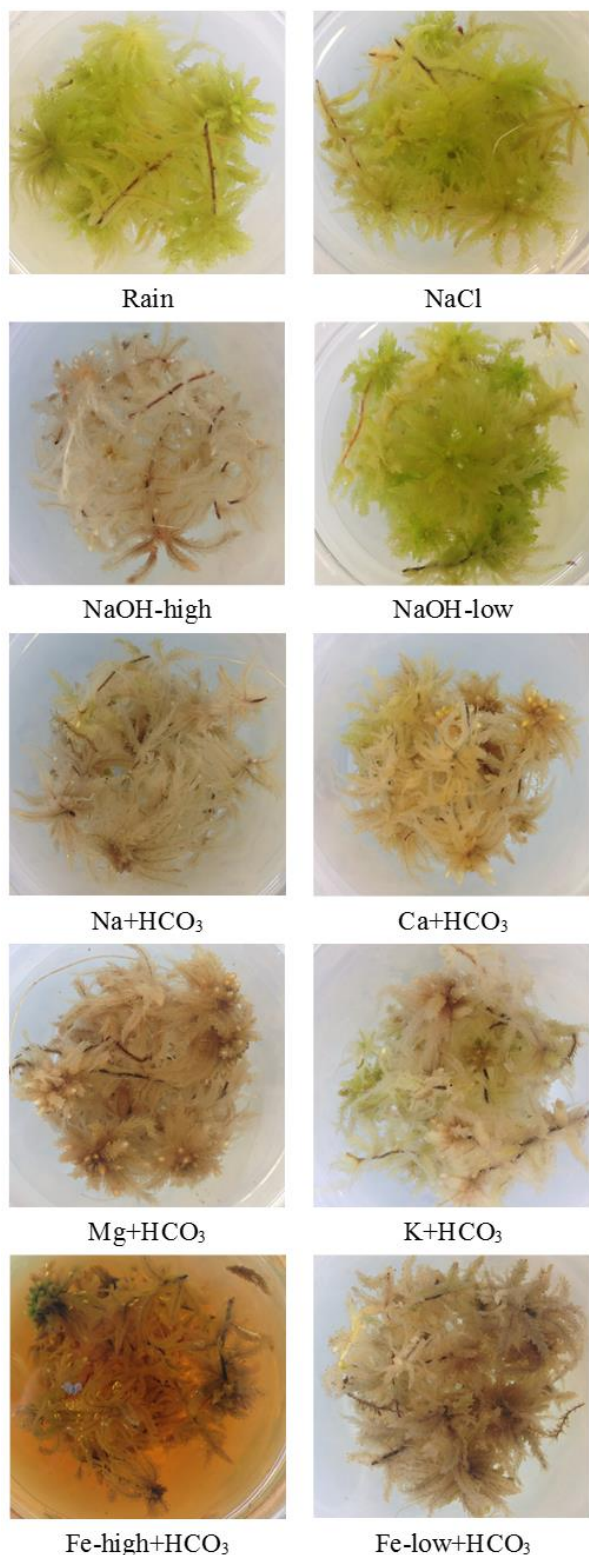 Rain
NaCl
NaOH-high
NaOH-low
Na+HCO₃
Ca+HCO₃
Mg+HCO₃
K+HCO₃
Fe-high+HCO₃
Fe-low+HCO₃